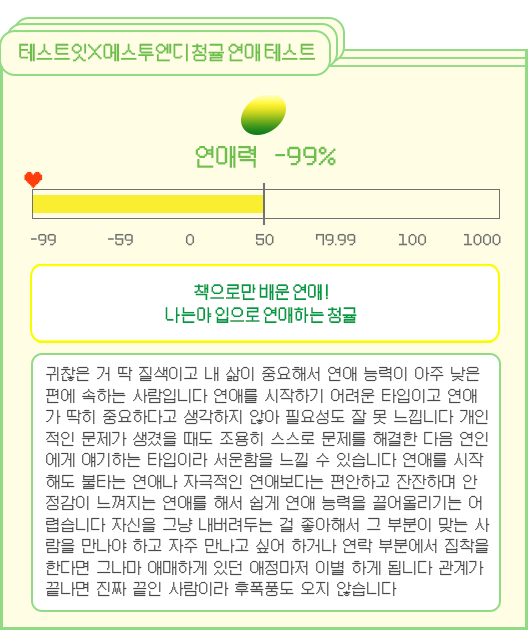 테스트잇X메스투엔디 청귤 연애 테스트
연애력 -99%
-99 -59 0 50 79.99 100 1000
책으로만 배운 연애!
나는야 입으로 연애하는 청귤
귀찮은 거 딱 질색이고 내 삶이 중요해서 연애 능력이 아주 낮은
편에 속하는 사람입니다 연애를 시작하기 어려운 타입이고 연애
가 딱히 중요하다고 생각하지 않아 필요성도 잘 못 느낍니다 개인
적인 문제가 생겼을 때도 조용히 스스로 문제를 해결한 다음 연인
에게 얘기하는 타입이라 서운함을 느낄 수 있습니다 연애를 시작
해도 불타는 연애나 자극적인 연애보다는 편안하고 잔잔하며 안
정감이 느껴지는 연애를 해서 쉽게 연애 능력을 끌어올리기는 어
렵습니다 자신을 그냥 내버려두는 걸 좋아해서 그 부분이 맞는 사
람을 만나야 하고 자주 만나고 싶어 하거나 연락 부분에서 집착을
한다면 그나마 애매하게 있던 애정마저 이별 하게 됩니다 관계가
끝나면 진짜 끝인 사람이라 후폭풍도 오지 않습니다